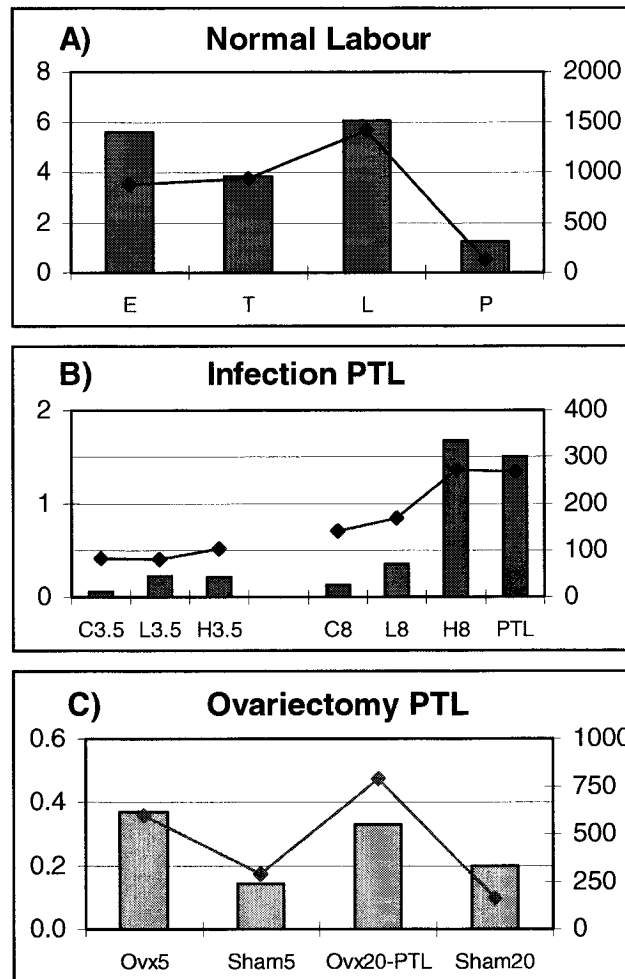 A) Normal Labour
8 2000
6 1500
4 1000
2 500
0 0
E T L P
B) Infection PTL
2 400
300
1 200
100
0 0
C3.5 L3.5 H3.5 C8 L8 H8 PTL
C) Ovariectomy PTL
0.6 1000
750
0.4
500
0.2
250
0.0 0
Ovx5 Sham5 Ovx20-PTL Sham20